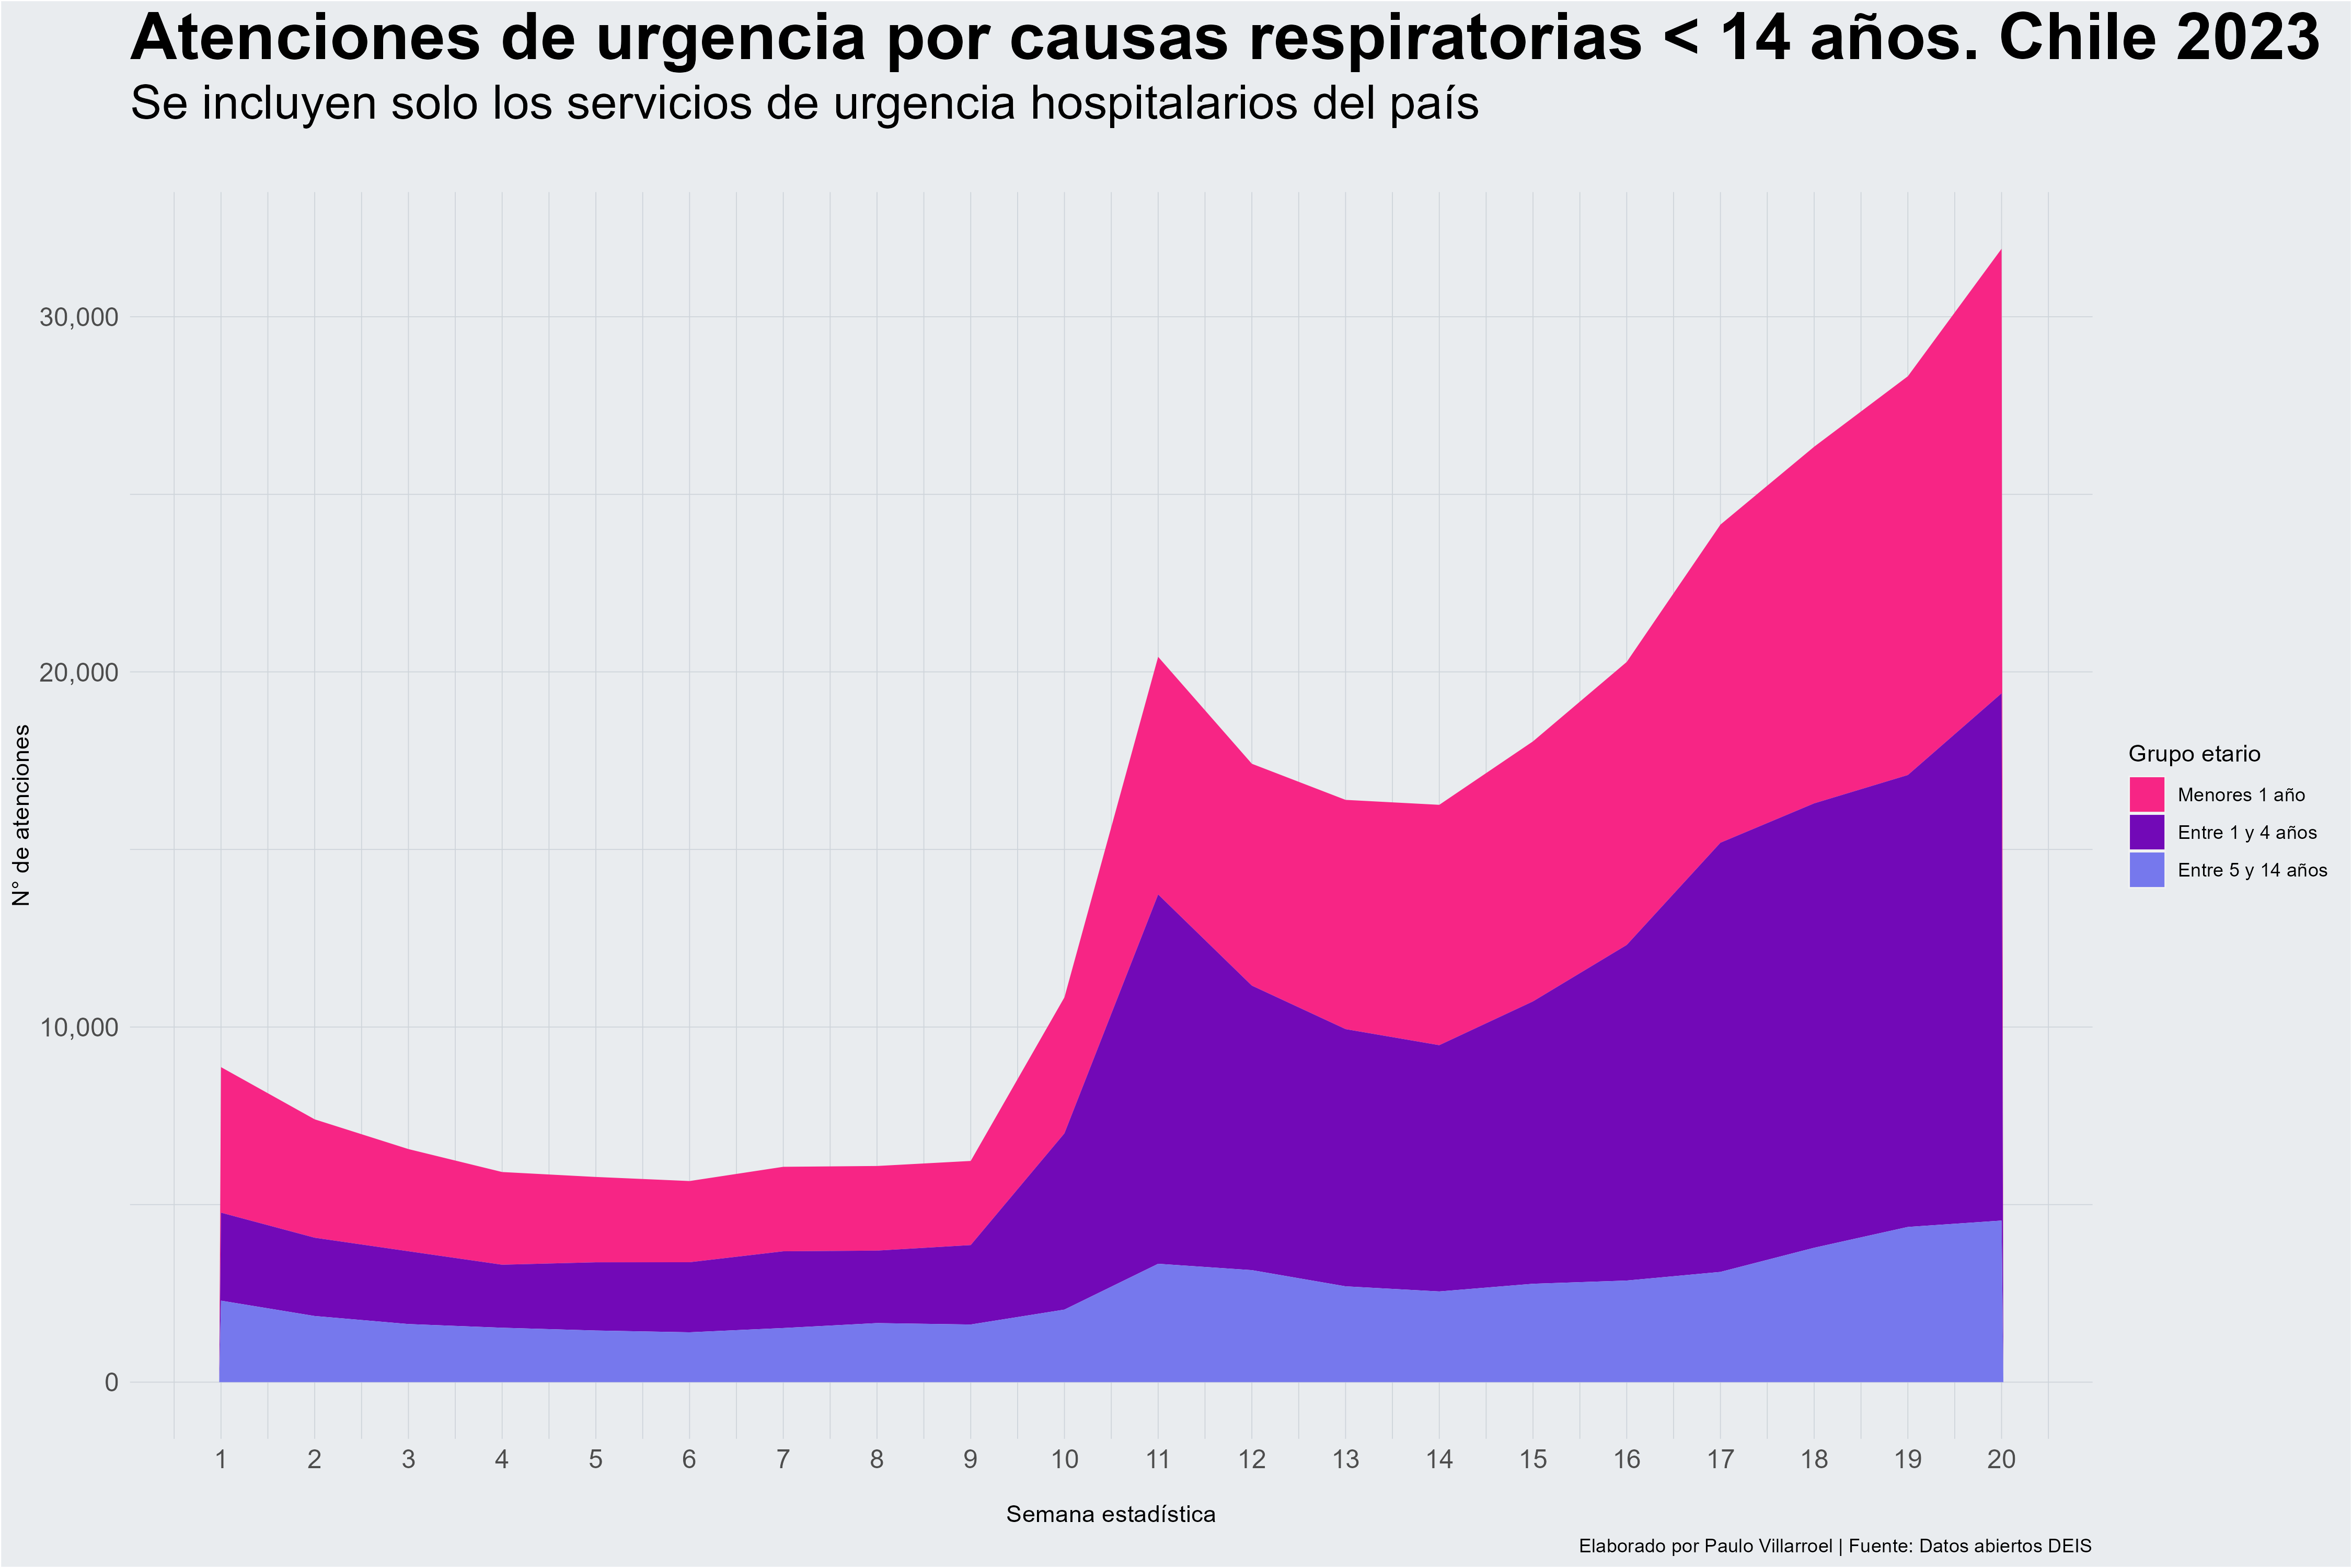 Atenciones de urgencia por causas respiratorias < 14 años. Chile 2023
Se incluyen solo los servicios de urgencia hospitalarios del país
30,000
20,000
10,000
0
N° de atenciones
1 2 3 4 5 6 7 8 9 10 11 12 13 14 15 16 17 18 19 20
Semana estadística
Grupo etario
Menores 1 año
Entre 1 y 4 años
Entre 5 y 14 años
Elaborado por Paulo Villarroel | Fuente: Datos abiertos DEIS